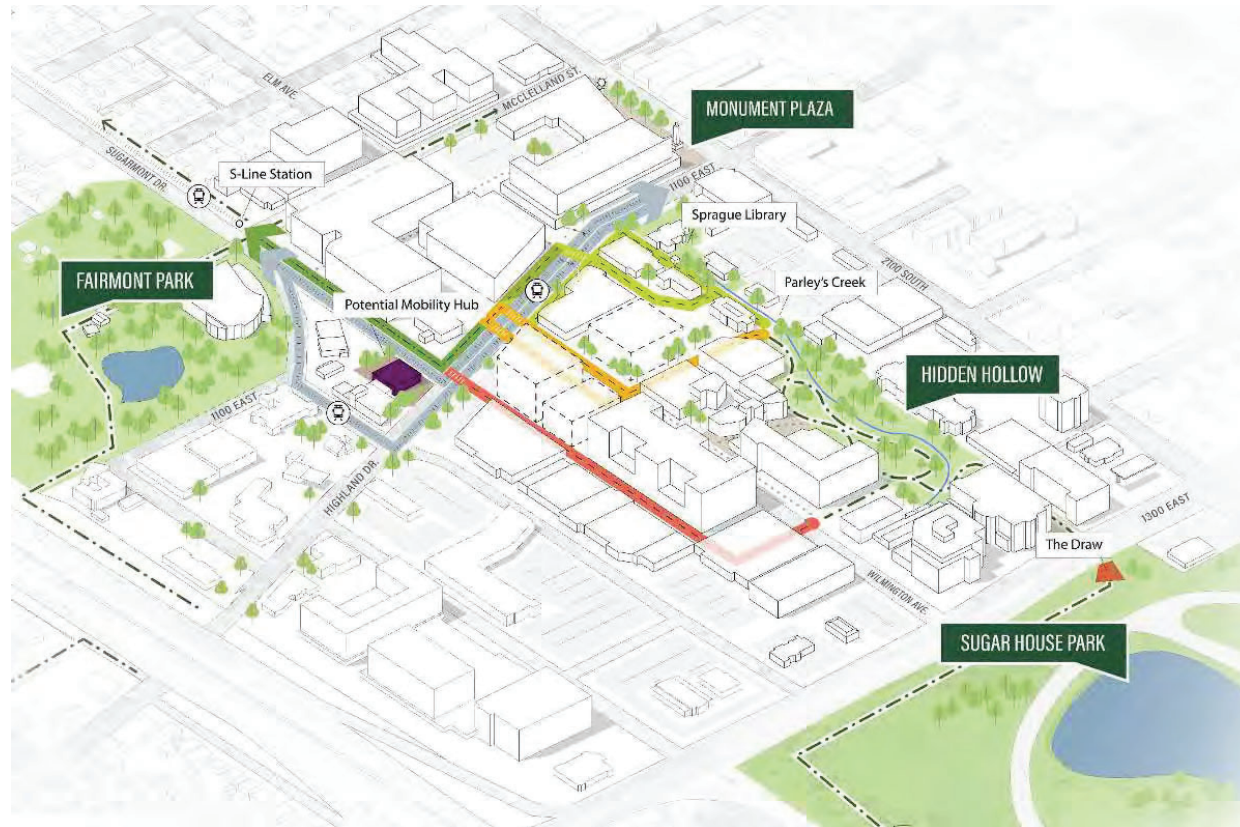 ELM AVE.
MCCLELLAND ST.
MONUMENT PLAZA
SUGARMONT DR.
S-Line Station
1100 EAST
Sprague Library
2100 SOUTH
FAIRMONT PARK
Potential Mobility Hub
Parley's Creek
HIDDEN HOLLOW
1100 EAST
HIGHLAND DR.
1300 EAST
The Draw
WILMINGTON AVE.
SUGAR HOUSE PARK